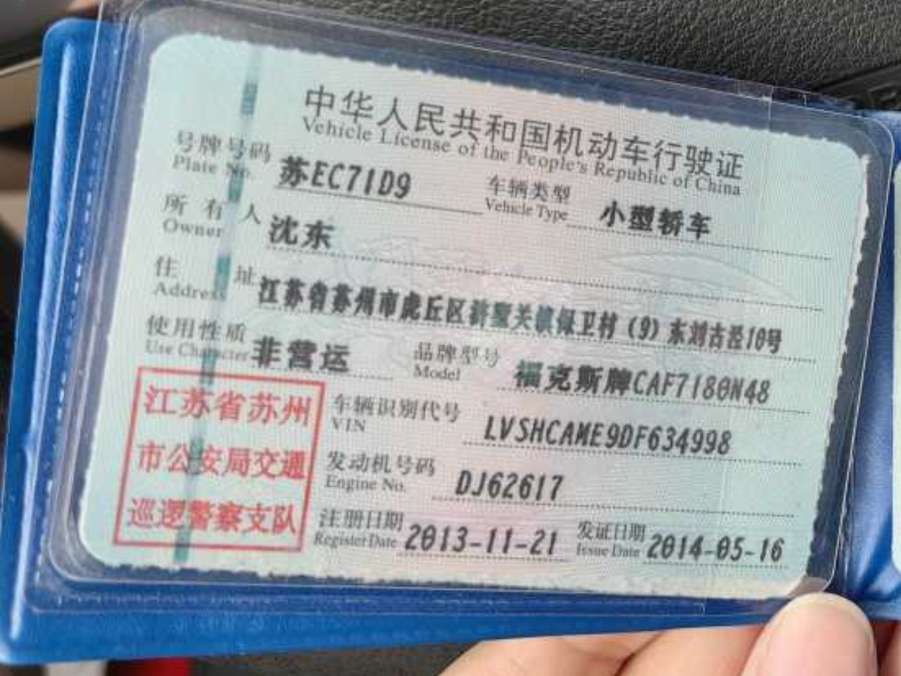 中华人民共和国机动车行驶证
Vehicle License of the People's Republic of China
号牌号码 苏EC71D9 车辆类型 小型轿车
Plate No. Vehicle Type
所有人 沈东
Owner
住址 江苏省苏州市虎丘区浒墅关镇保卫村(9)东刘古泾10号
Address
使用性质 非营运 品牌型号 福克斯牌CAF7180N48
Use Character Model
江苏省苏州 车辆识别代号 LVSHCAME9DF634998
VIN
市公安局交通 发动机号码 DJ62617
Engine No.
巡逻警察支队 注册日期 2013-11-21 发证日期 2014-05-16
Register Date Issue Date